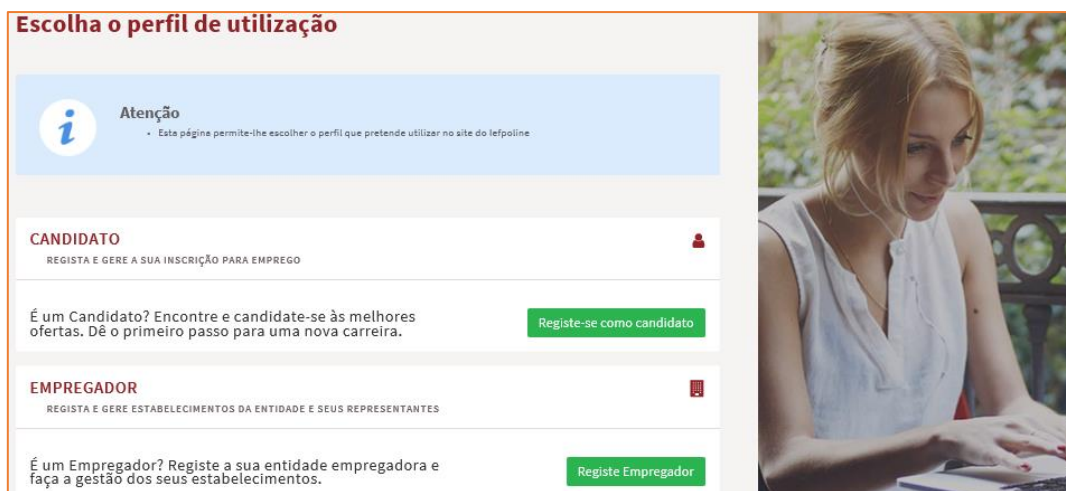 Escolha o perfil de utilização
Atenção
• Esta página permite-lhe escolher o perfil que pretende utilizar no site do Iefponline
CANDIDATO
REGISTA E GERE A SUA INSCRIÇÃO PARA EMPREGO
É um Candidato? Encontre e candidate-se às melhores
ofertas. Dê o primeiro passo para uma nova carreira.
Registe-se como candidato
EMPREGADOR
REGISTA E GERE ESTABELECIMENTOS DA ENTIDADE E SEUS REPRESENTANTES
É um Empregador? Registe a sua entidade empregadora e
faça a gestão dos seus estabelecimentos.
Registe Empregador